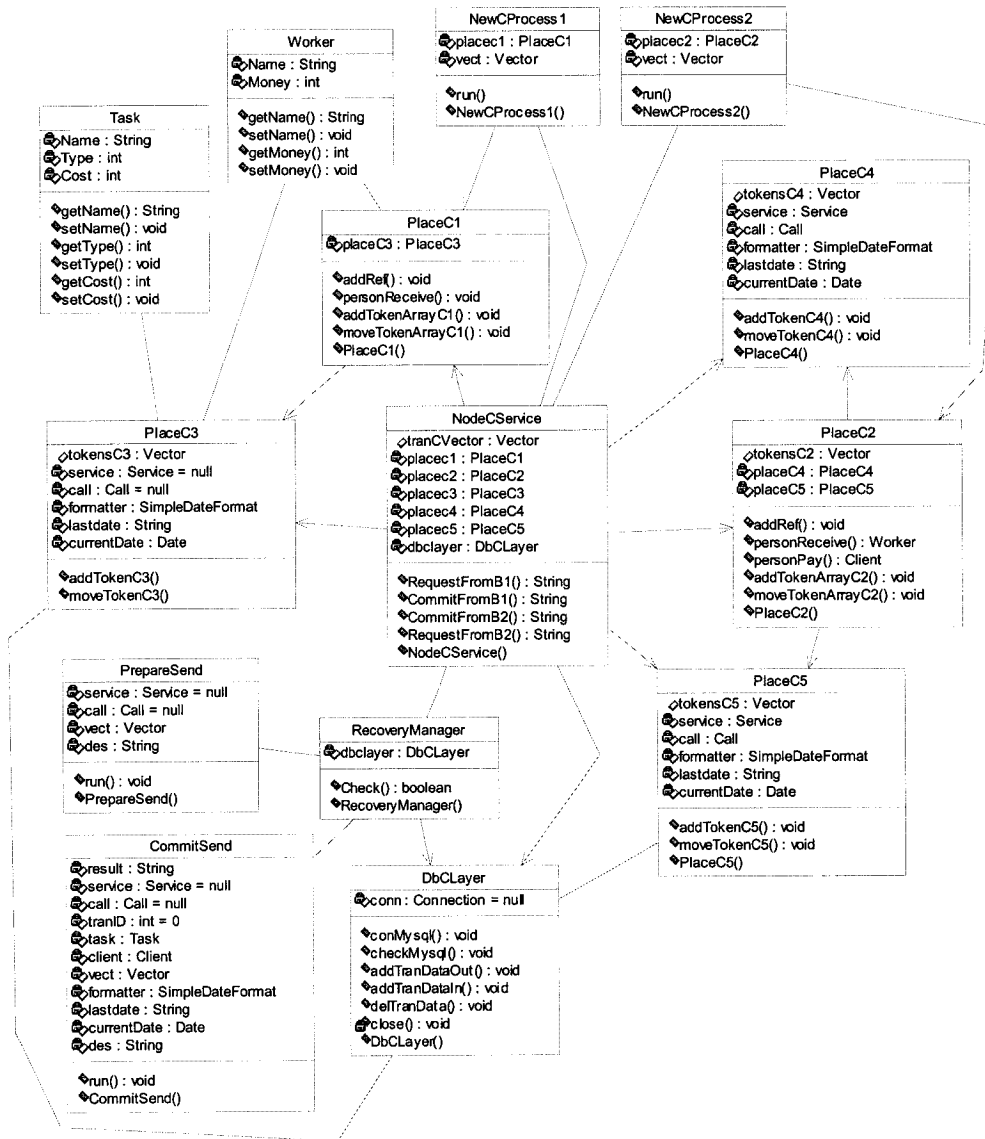 NewCProcess1
placec1 : PlaceC1
vect : Vector
run()
NewCProcess1()
NewCProcess2
placec2 : PlaceC2
vect : Vector
run()
NewCProcess2()
Worker
Name : String
Money : int
getName() : String
setName() : void
getMoney() : int
setMoney() : void
Task
Name : String
Type : int
Cost : int
getName() : String
setName() : void
getType() : int
setType() : void
getCost() : int
setCost() : void
PlaceC1
placeC3 : PlaceC3
addRef() : void
personReceive() : void
addTokenArrayC1() : void
moveTokenArrayC1() : void
PlaceC1()
PlaceC4
tokensC4 : Vector
service : Service
call : Call
formatter : SimpleDateFormat
lastdate : String
currentDate : Date
addTokenC4() : void
moveTokenC4() : void
PlaceC4()
PlaceC3
tokensC3 : Vector
service : Service = null
call : Call = null
formatter : SimpleDateFormat
lastdate : String
currentDate : Date
addTokenC3()
moveTokenC3()
NodeCService
tranCVector : Vector
placec1 : PlaceC1
placec2 : PlaceC2
placec3 : PlaceC3
placec4 : PlaceC4
placec5 : PlaceC5
dbclayer : DbCLayer
RequestFromB1() : String
CommitFromB1() : String
CommitFromB2() : String
RequestFromB2() : String
NodeCService()
PlaceC2
tokensC2 : Vector
placeC4 : PlaceC4
placeC5 : PlaceC5
addRef() : void
personReceive() : Worker
personPay() : Client
addTokenArrayC2() : void
moveTokenArrayC2() : void
PlaceC2()
PrepareSend
service : Service = null
call : Call = null
vect : Vector
des : String
run() : void
PrepareSend()
RecoveryManager
dbclayer : DbCLayer
Check() : boolean
RecoveryManager()
PlaceC5
tokensC5 : Vector
service : Service
call : Call
formatter : SimpleDateFormat
lastdate : String
currentDate : Date
addTokenC5() : void
moveTokenC5() : void
PlaceC5()
CommitSend
result : String
service : Service = null
call : Call = null
tranID : int = 0
task : Task
client : Client
vect : Vector
formatter : SimpleDateFormat
lastdate : String
currentDate : Date
des : String
run() : void
CommitSend()
DbCLayer
conn : Connection = null
conMysql() : void
checkMysql() : void
addTranDataOut() : void
addTranDataIn() : void
delTranData() : void
close() : void
DbCLayer()